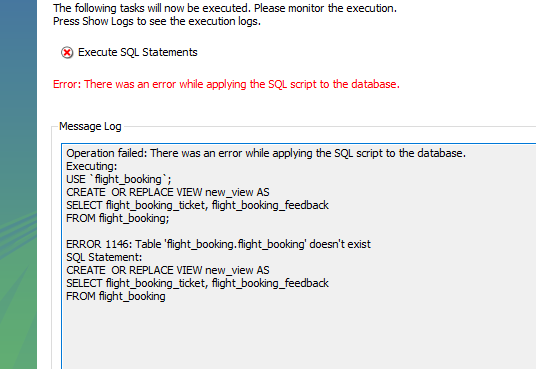 The following tasks will now be executed. Please monitor the execution.
Press Show Logs to see the execution logs.
Execute SQL Statements
Error: There was an error while applying the SQL script to the database.
Message Log
Operation failed: There was an error while applying the SQL script to the database.
Executing:
USE `flight_booking`;
CREATE  OR REPLACE VIEW new_view AS
SELECT flight_booking_ticket, flight_booking_feedback
FROM flight_booking;
ERROR 1146: Table 'flight_booking.flight_booking' doesn't exist
SQL Statement:
CREATE  OR REPLACE VIEW new_view AS
SELECT flight_booking_ticket, flight_booking_feedback
FROM flight_booking